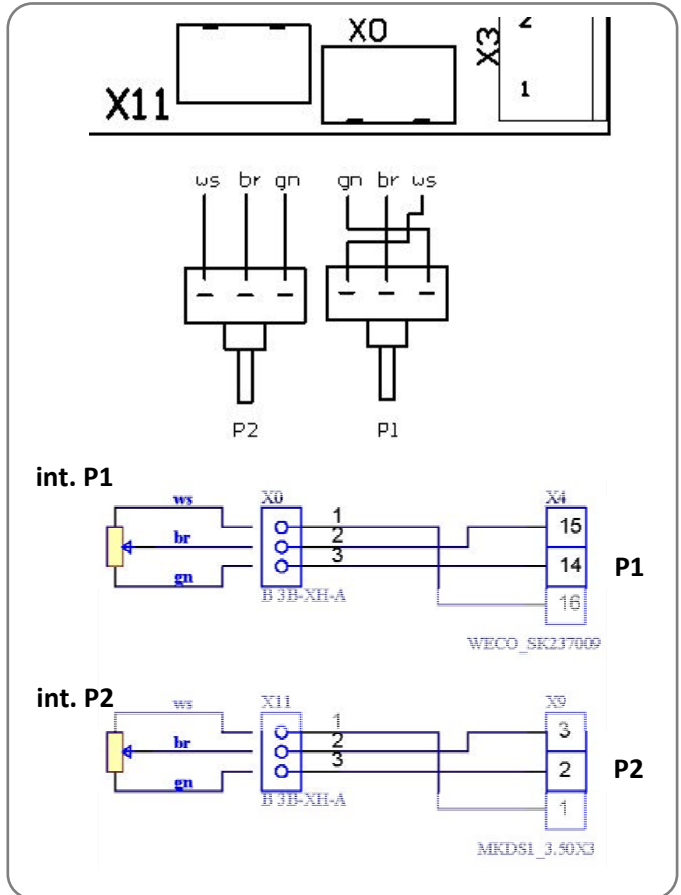 X0
X3
2
1
X11
ws br gn
gn br ws
P2
P1
int. P1
ws
br
gn
X0
1
2
3
B 3B-XH-A
X4
15
14
16
P1
WECO_SK237009
int. P2
ws
br
gn
X11
1
2
3
B 3B-XH-A
X9
3
2
1
P2
MKDS1_3.50X3